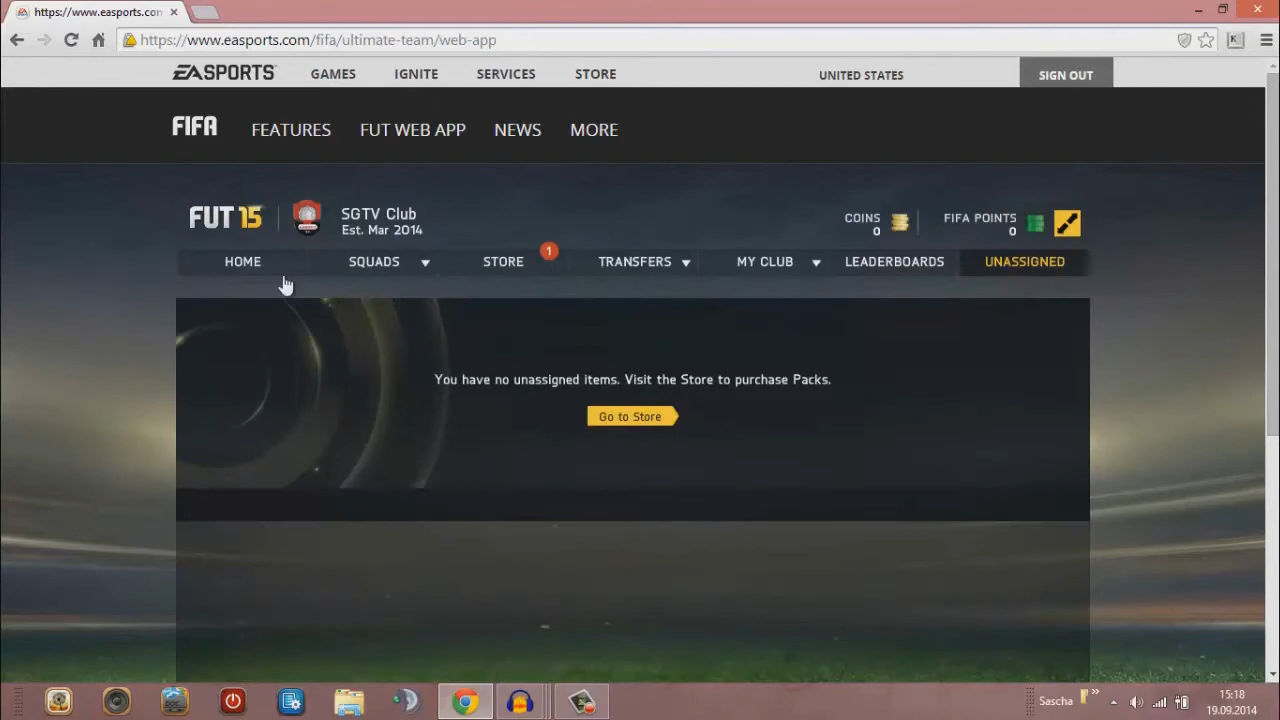 https://www.easports.con
https://www.easports.com/fifa/ultimate-team/web-app
EA SPORTS GAMES IGNITE SERVICES STORE UNITED STATES SIGN OUT
FIFA FEATURES FUT WEB APP NEWS MORE
FUT 15 SGTV Club COINS FIFA POINTS
Est. Mar 2014 0 0
HOME SQUADS STORE 1 TRANSFERS MY CLUB LEADERBOARDS UNASSIGNED
You have no unassigned items. Visit the Store to purchase Packs.
Go to Store
Sascha 15:18
19.09.2014